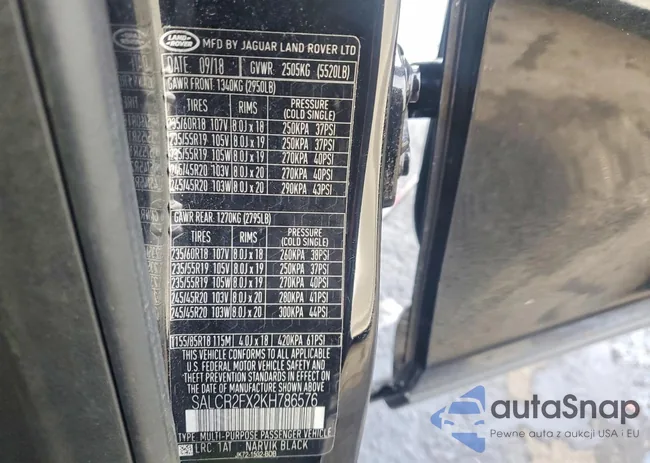 LAND ROVER MFD BY JAGUAR LAND ROVER LTD
DATE: 09/18 GVWR 2505KG (5520LB)
GAWR FRONT 1340KG (2950LB)
TIRES RIMS PRESSURE (COLD SINGLE)
235/60R18 107V 8.0J x 18 250KPA 37PSI
235/55R19 105V 8.0J x 19 250KPA 37PSI
235/55R19 105W 8.0J x 19 270KPA 40PSI
245/45R20 103V 8.0J x 20 270KPA 40PSI
245/45R20 103W 8.0J x 20 290KPA 43PSI
GAWR REAR 1270KG (2795LB)
TIRES RIMS PRESSURE (COLD SINGLE)
235/60R18 107V 8.0J x 18 260KPA 38PSI
235/55R19 105V 8.0J x 19 250KPA 37PSI
235/55R19 105W 8.0J x 19 270KPA 40PSI
245/45R20 103V 8.0J x 20 280KPA 41PSI
245/45R20 103W 8.0J x 20 300KPA 44PSI
T155/85R18 115M 4.0J x 18 420KPA 61PSI
THIS VEHICLE CONFORMS TO ALL APPLICABLE
U.S FEDERAL MOTOR VEHICLE SAFETY AND
THEFT PREVENTION STANDARDS IN EFFECT ON THE
DATE OF MANUFACTURE SHOWN ABOVE
SALCR2FX2KH786576
TYPE: MULTI-PURPOSE PASSENGER VEHICLE
LRC: 1AT NARVIK BLACK
JK72-1532-BDB
autoSnap
Pewne auta z aukcji USA i EU